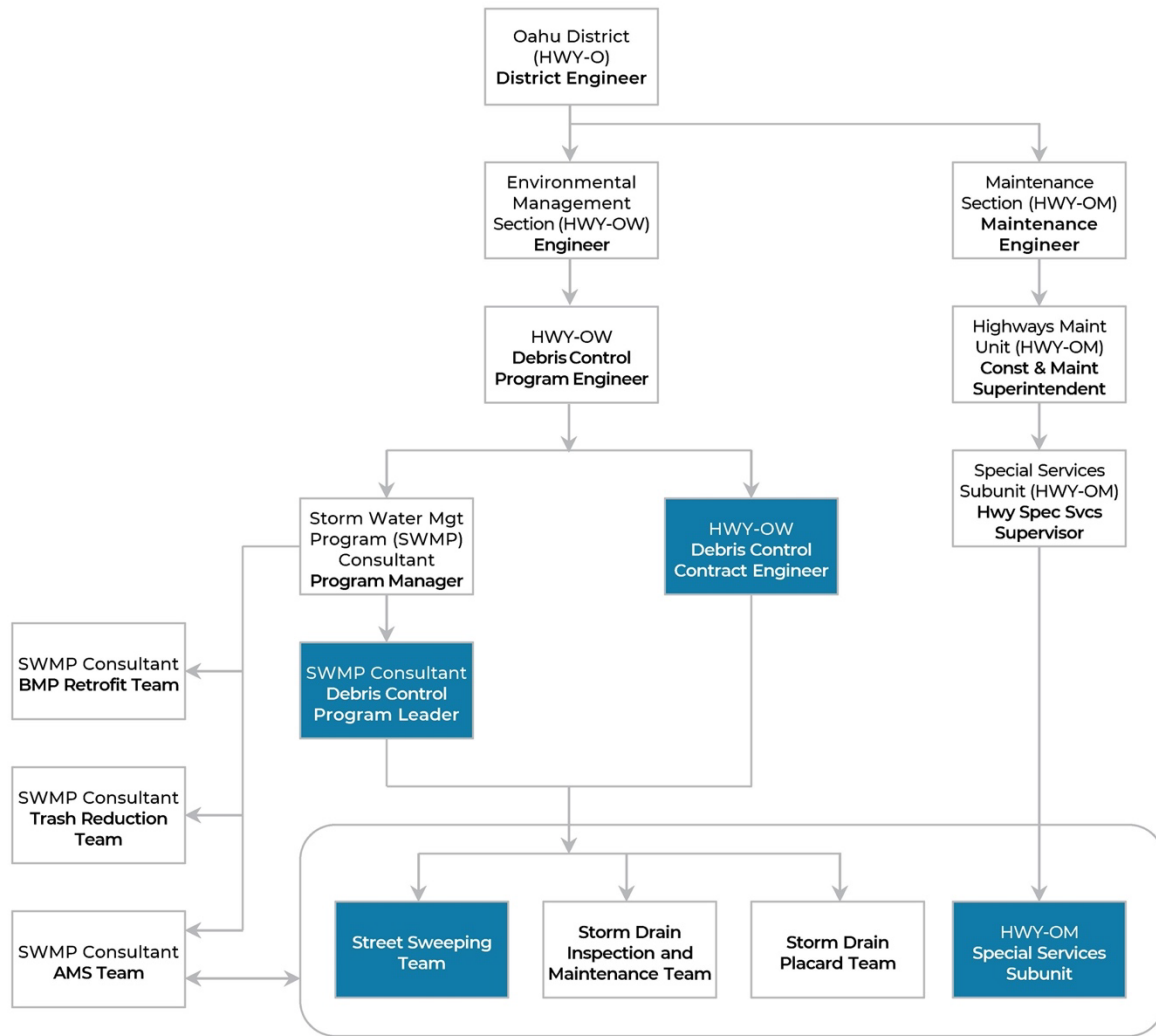 Oahu District
(HWY-O)
District Engineer
Environmental
Management
Section (HWY-OW)
Engineer
Maintenance
Section (HWY-OM)
Maintenance
Engineer
HWY-OW
Debris Control
Program Engineer
Highways Maint
Unit (HWY-OM)
Const & Maint
Superintendent
Storm Water Mgt
Program (SWMP)
Consultant
Program Manager
HWY-OW
Debris Control
Contract Engineer
Special Services
Subunit (HWY-OM)
Hwy Spec Svcs
Supervisor
SWMP Consultant
BMP Retrofit Team
SWMP Consultant
Debris Control
Program Leader
SWMP Consultant
Trash Reduction
Team
SWMP Consultant
AMS Team
Street Sweeping
Team
Storm Drain
Inspection and
Maintenance Team
Storm Drain
Placard Team
HWY-OM
Special Services
Subunit